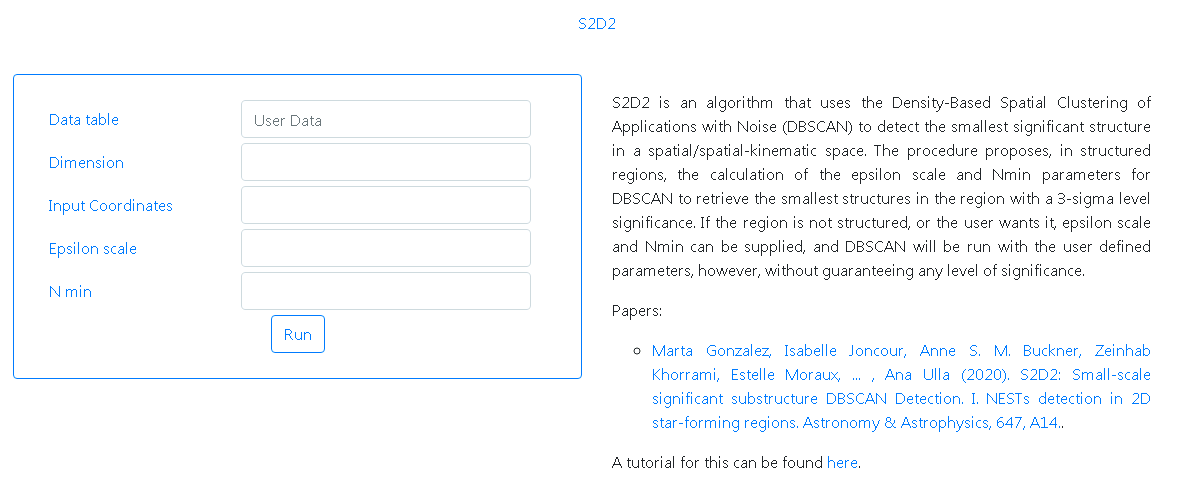 S2D2
Data table
User Data
Dimension
Input Coordinates
Epsilon scale
N min
Run
S2D2 is an algorithm that uses the Density-Based Spatial Clustering of
Applications with Noise (DBSCAN) to detect the smallest significant structure
in a spatial/spatial-kinematic space. The procedure proposes, in structured
regions, the calculation of the epsilon scale and Nmin parameters for
DBSCAN to retrieve the smallest structures in the region with a 3-sigma level
significance. If the region is not structured, or the user wants it, epsilon scale
and Nmin can be supplied, and DBSCAN will be run with the user defined
parameters, however, without guaranteeing any level of significance.
Papers:
Marta Gonzalez, Isabelle Joncour, Anne S. M. Buckner, Zeinhab
Khorrami, Estelle Moraux, ... , Ana Ulla (2020). S2D2: Small-scale
significant substructure DBSCAN Detection. I. NESTs detection in 2D
star-forming regions. Astronomy & Astrophysics, 647, A14..
A tutorial for this can be found here.